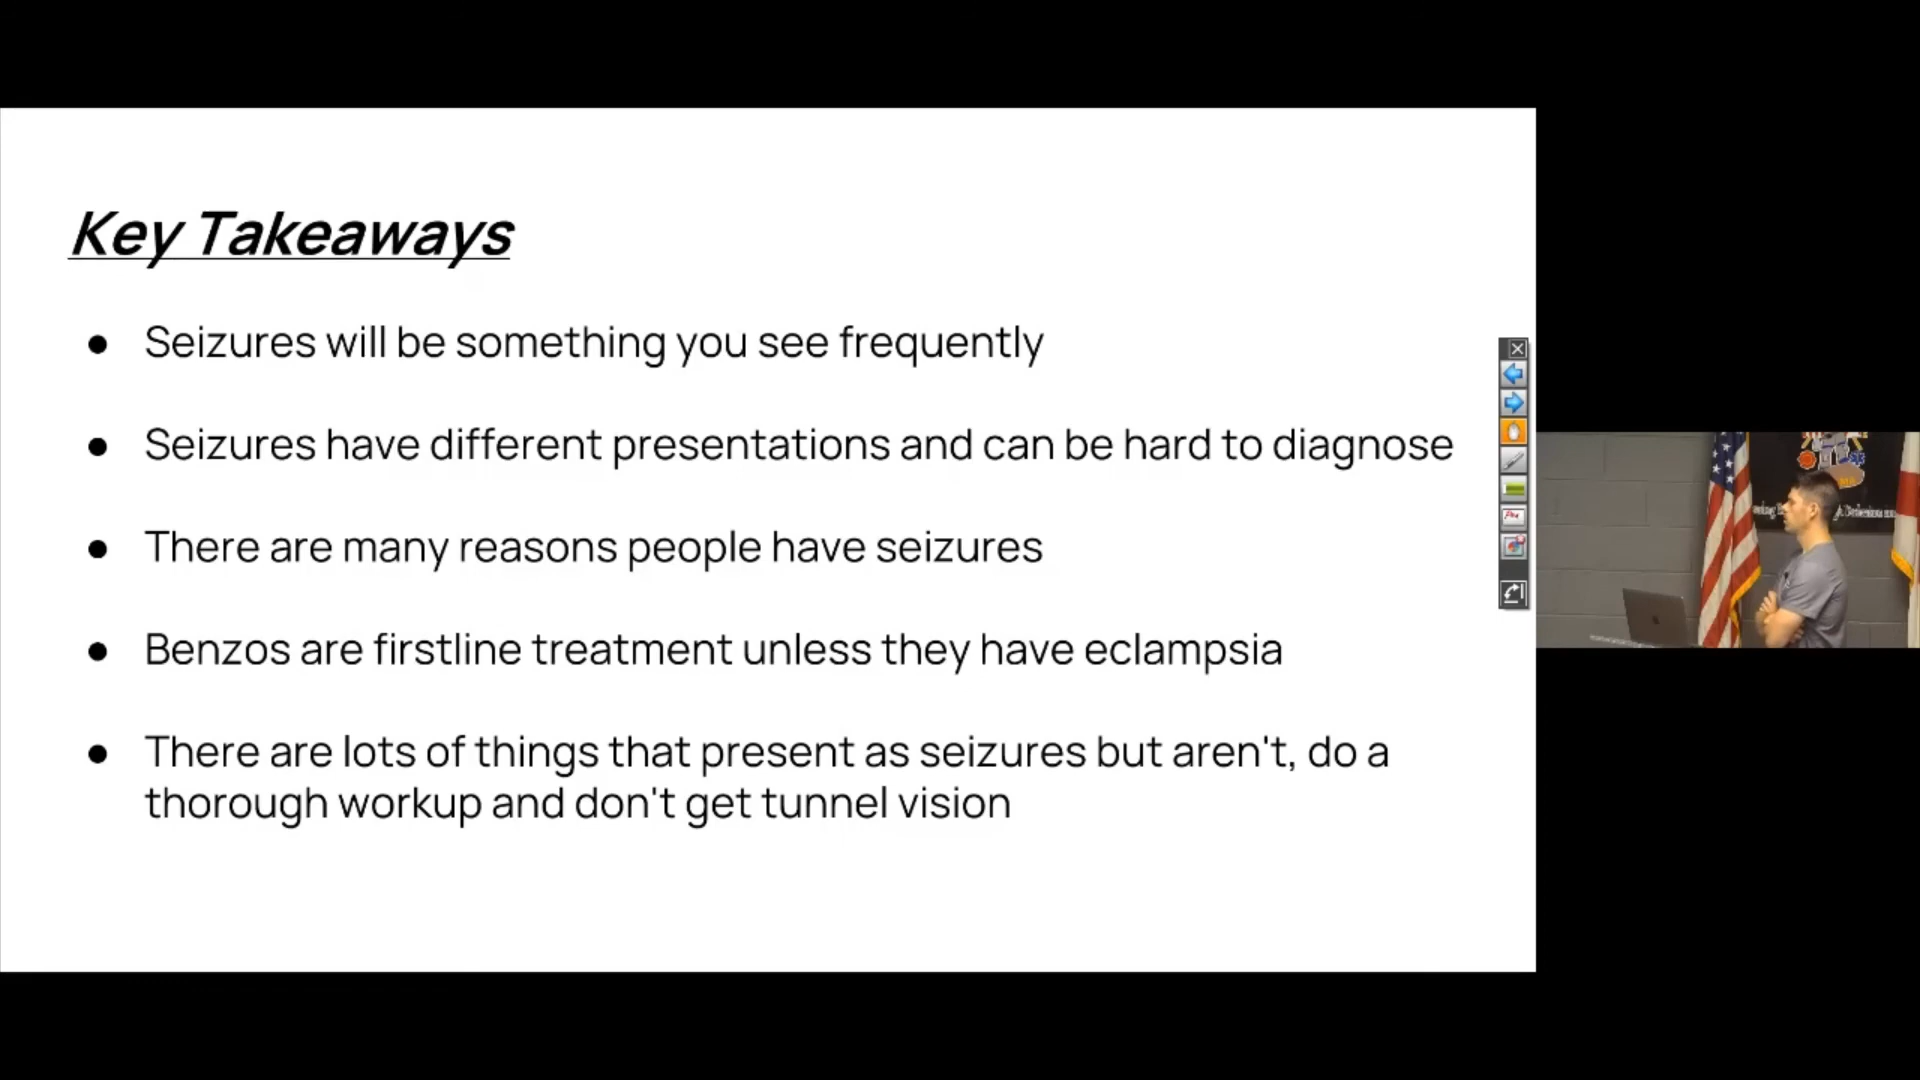 Key Takeaways
● Seizures will be something you see frequently
● Seizures have different presentations and can be hard to diagnose
● There are many reasons people have seizures
● Benzos are firstline treatment unless they have eclampsia
● There are lots of things that present as seizures but aren't, do a
thorough workup and don't get tunnel vision